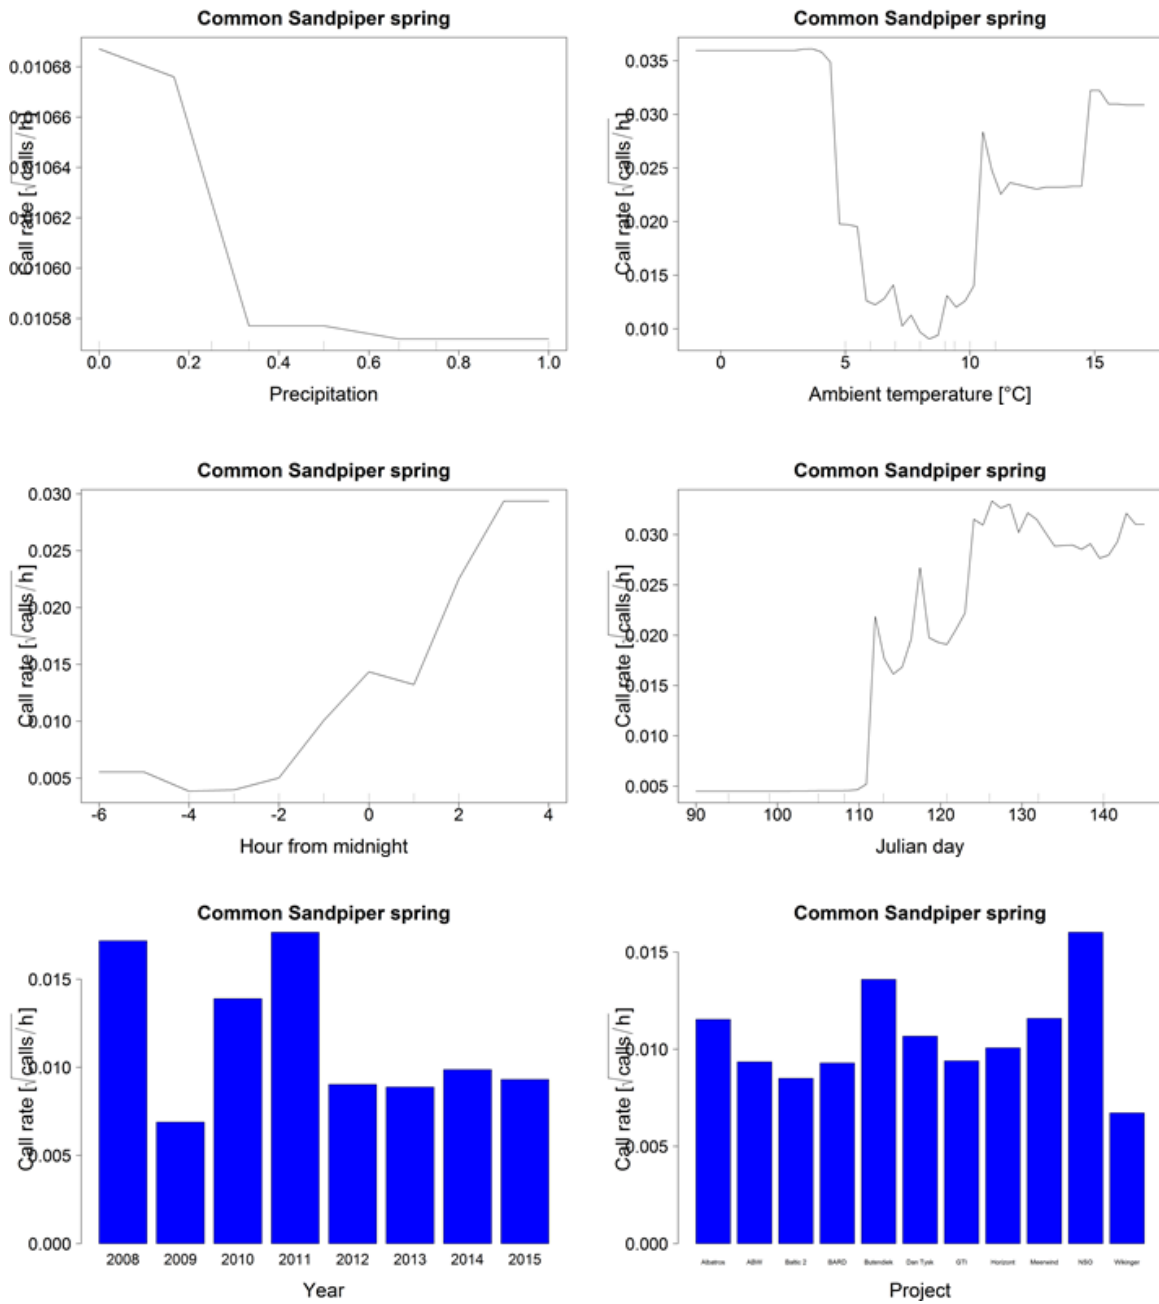 Common Sandpiper spring
Call rate [√calls/h]
0.01068
0.01066
0.01064
0.01062
0.01060
0.01058
0.0 0.2 0.4 0.6 0.8 1.0
Precipitation
Common Sandpiper spring
Call rate [√calls/h]
0.035
0.030
0.025
0.020
0.015
0.010
0 5 10 15
Ambient temperature [°C]
Common Sandpiper spring
Call rate [√calls/h]
0.030
0.025
0.020
0.015
0.010
0.005
-6 -4 -2 0 2 4
Hour from midnight
Common Sandpiper spring
Call rate [√calls/h]
0.030
0.025
0.020
0.015
0.010
0.005
90 100 110 120 130 140
Julian day
Common Sandpiper spring
Call rate [√calls/h]
0.015
0.010
0.005
0.000
2008 2009 2010 2011 2012 2013 2014 2015
Year
Common Sandpiper spring
Call rate [√calls/h]
0.015
0.010
0.005
0.000
Albatros ABW Baltic 2 BARD Butendiek Dan Tysk GTI Horizont Meerwind NSO Wikinger
Project